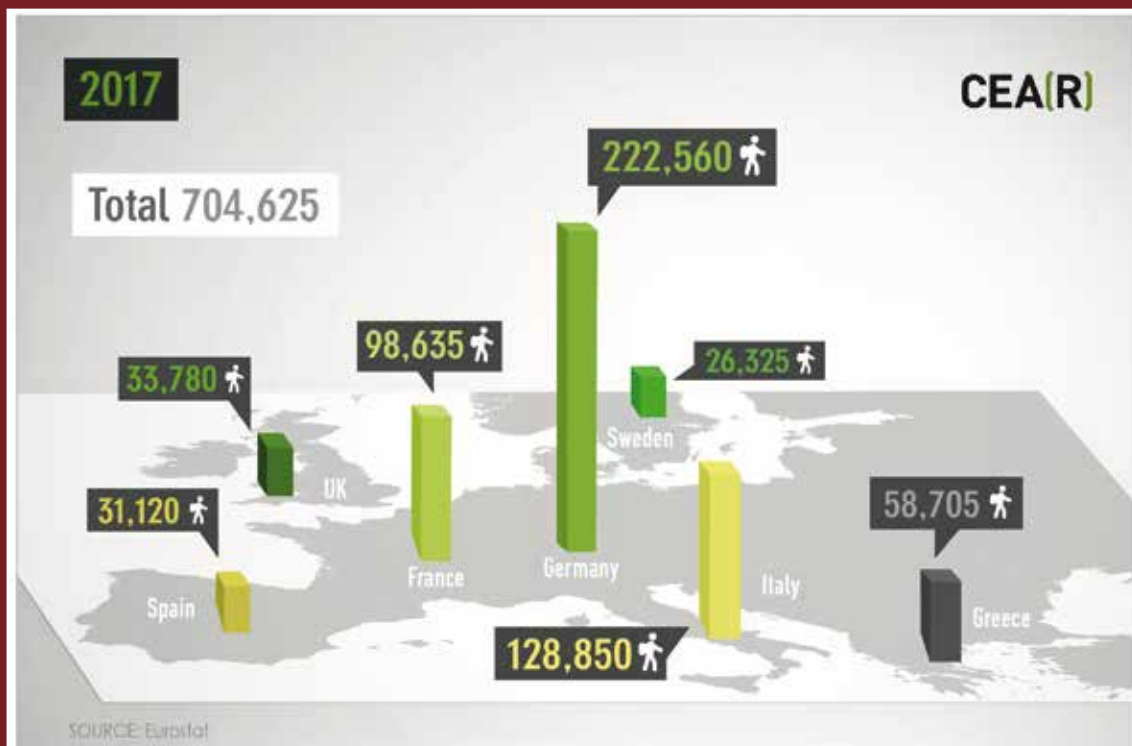 2017
CEA(R)
Total 704,625
222,560
98,635
26,325
33,780
Sweden
UK
31,120
58,705
France
Germany
Italy
Spain
Greece
128,850
SOURCE: Eurostat